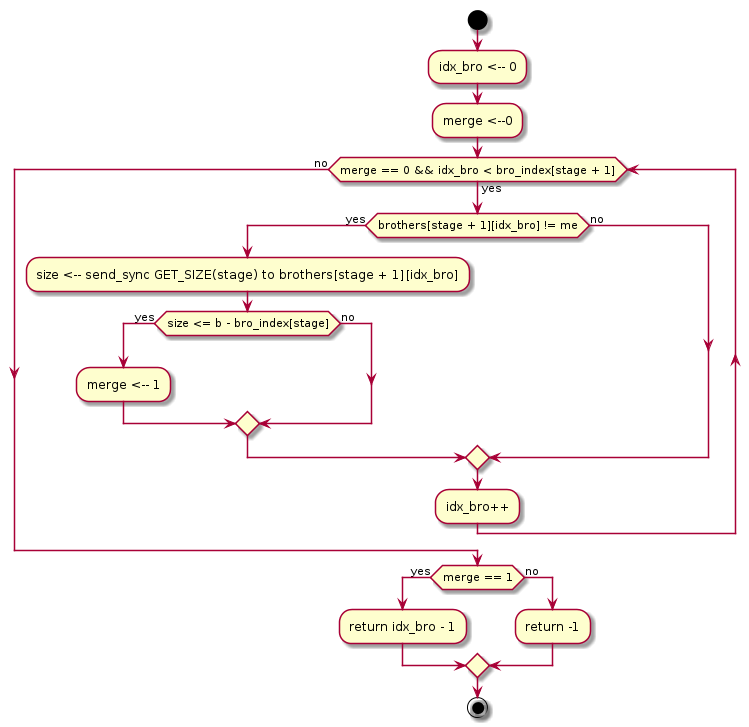 idx_bro <-- 0
merge <--0
no
merge == 0 && idx_bro < bro_index[stage + 1]
yes
yes
brothers[stage + 1][idx_bro] != me
no
size <-- send_sync GET_SIZE(stage) to brothers[stage + 1][idx_bro]
yes
size <= b - bro_index[stage]
no
merge <-- 1
idx_bro++
yes
merge == 1
no
return idx_bro - 1
return -1